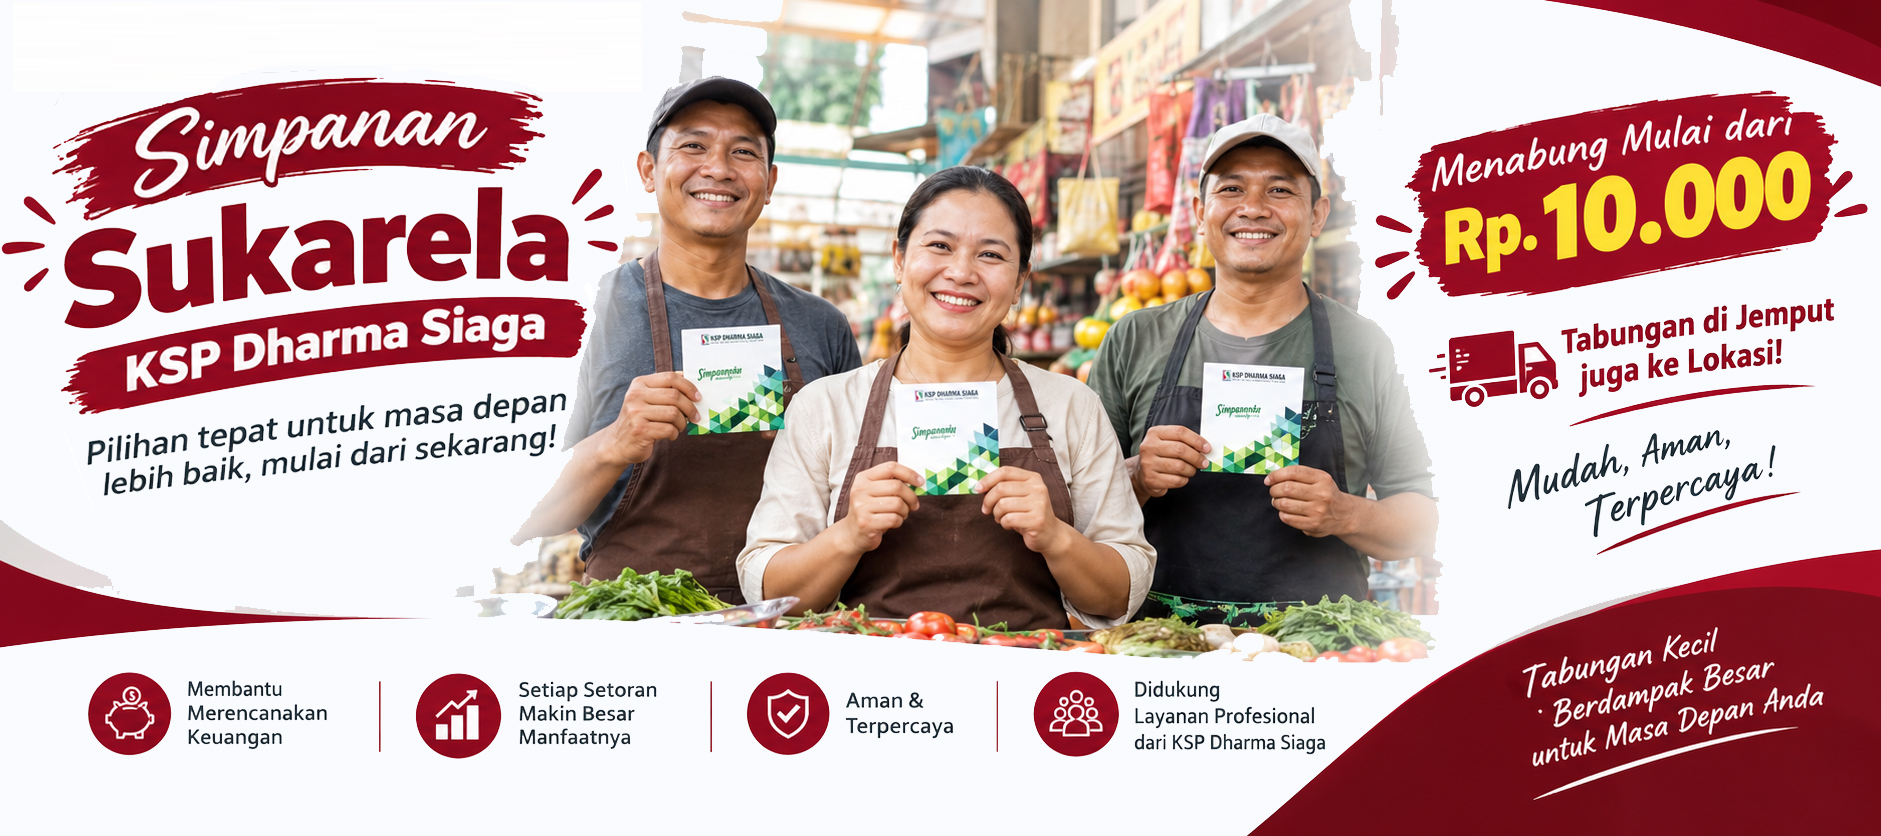 Simpanan
Sukarela
KSP Dharma Siaga
Pilihan tepat untuk masa depan
lebih baik, mulai dari sekarang!
KSP DHARMA SIAGA
KSP DHARMA SIAGA
KSP DHARMA SIAGA
Menabung Mulai dari
Rp.10.000
Tabungan di Jemput
juga ke Lokasi!
Mudah, Aman,
Terpercaya!
Membantu
Merencanakan
Keuangan
Setiap Setoran
Makin Besar
Manfaatnya
Aman &
Terpercaya
Didukung
Layanan Profesional
dari KSP Dharma Siaga
Tabungan Kecil
Berdampak Besar
untuk Masa Depan Anda